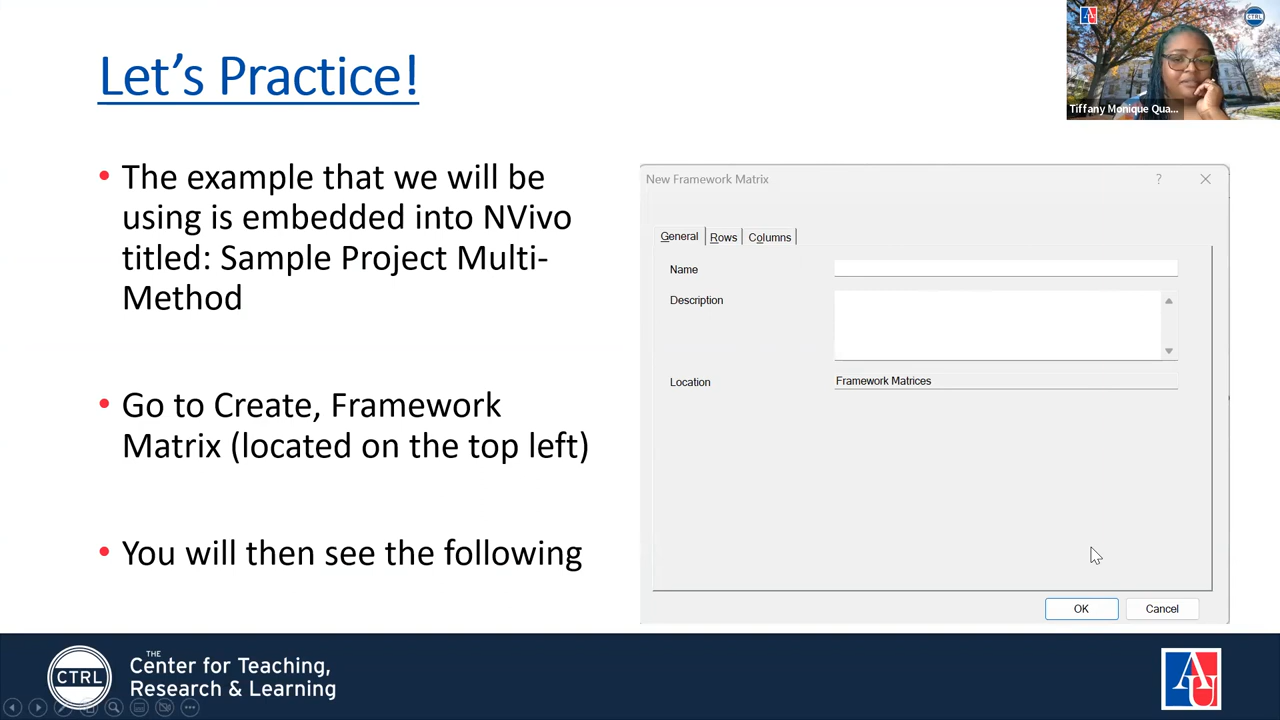 Let's Practice!
• The example that we will be
using is embedded into NVivo
titled: Sample Project Multi-
Method
• Go to Create, Framework
Matrix (located on the top left)
• You will then see the following
Tiffany Monique Qua...
New Framework Matrix
General
Rows
Columns
Name
Description
Location
Framework Matrices
OK
Cancel
CTRL
THE
Center for Teaching,
Research & Learning
AU
CTRL
AU